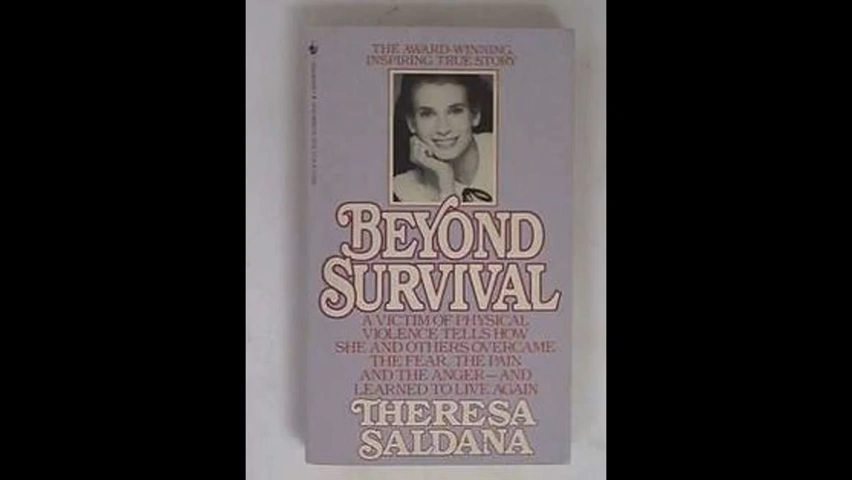 THE AWARD-WINNING,
INSPIRING TRUE STORY
BEYOND
SURVIVAL
A VICTIM OF PHYSICAL
VIOLENCE TELLS HOW
SHE AND OTHERS OVERCAME
THE FEAR, THE PAIN
AND THE ANGER—AND
LEARNED TO LIVE AGAIN
THERESA
SALDANA